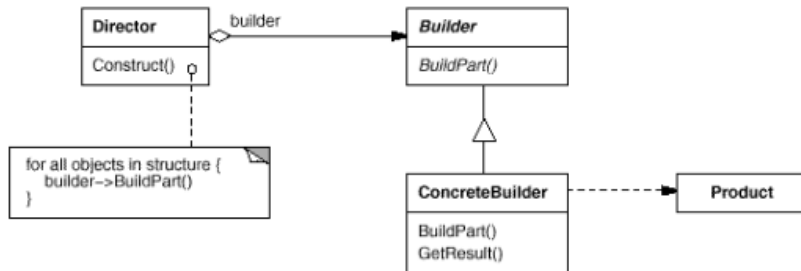 Director
builder
Builder
Construct()
BuildPart()
for all objects in structure {
builder->BuildPart()
}
ConcreteBuilder
Product
BuildPart()
GetResult()